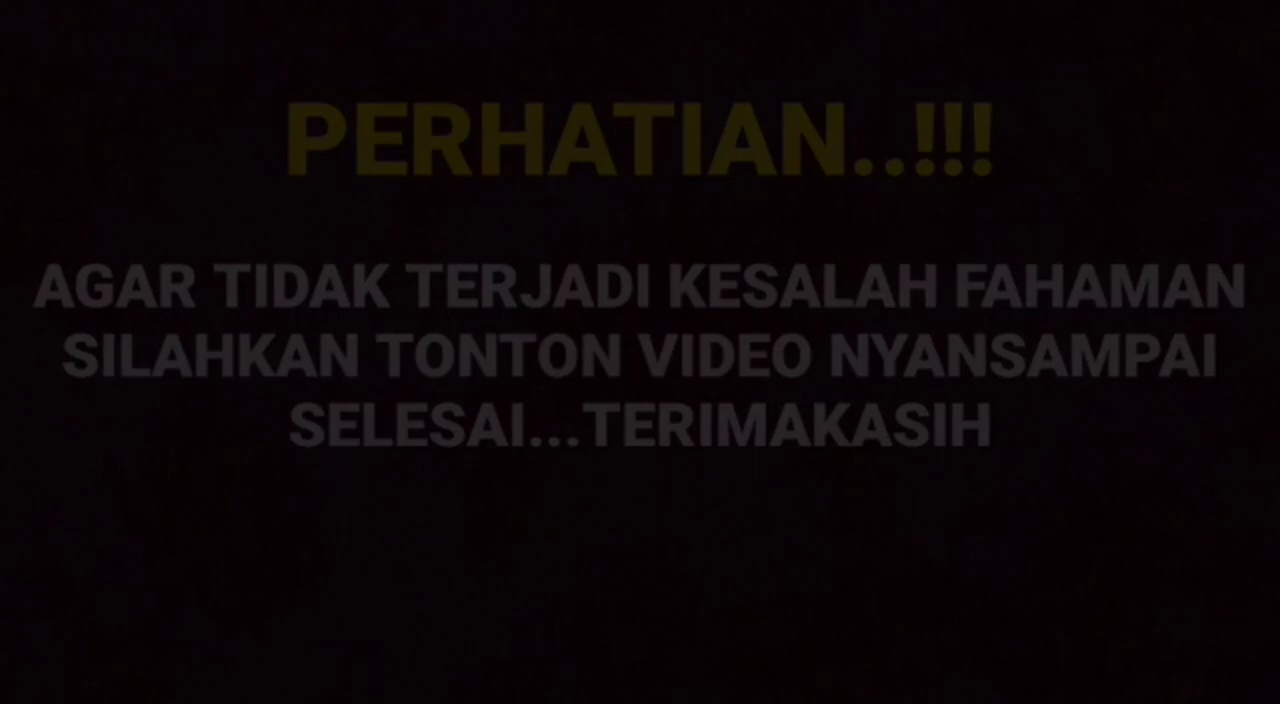 PERHATIAN..!!!
AGAR TIDAK TERJADI KESALAH FAHAMAN
SILAHKAN TONTON VIDEO NYANSAMPAI
SELESAI...TERIMAKASIH